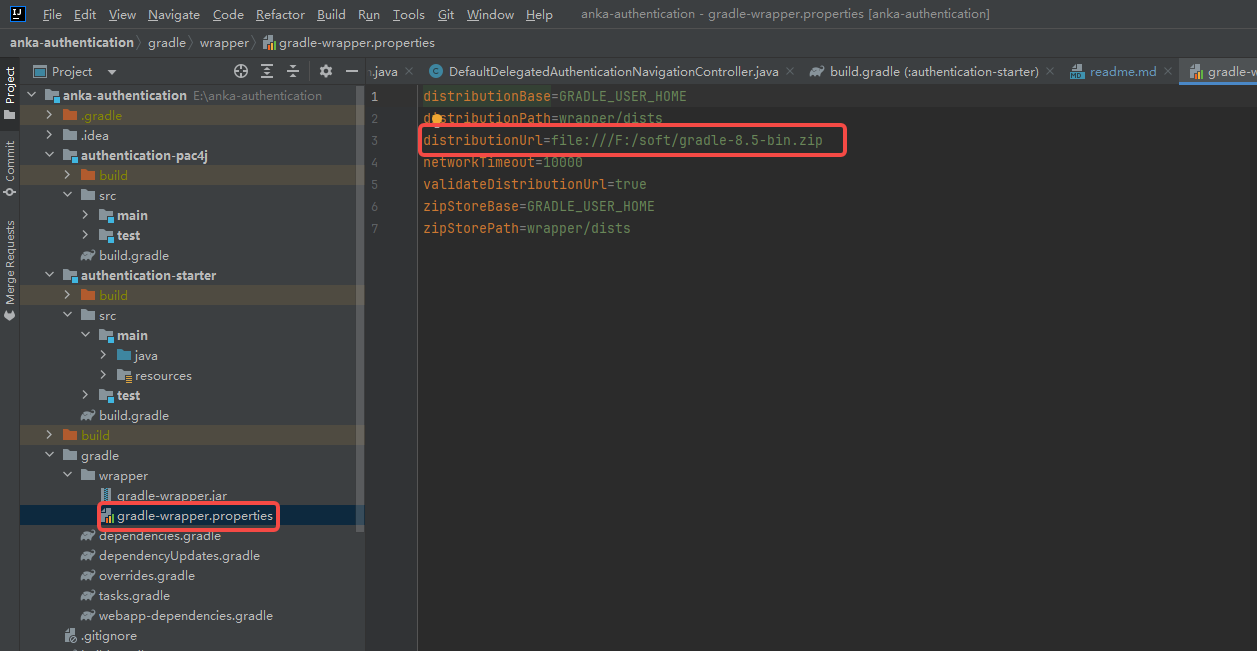 File Edit View Navigate Code Refactor Build Run Tools Git Window Help anka-authentication - gradle-wrapper.properties [anka-authentication]
anka-authentication gradle wrapper gradle-wrapper.properties
Project
.java
DefaultDelegatedAuthenticationNavigationController.java
build.gradle (:authentication-starter)
readme.md
gradle-w
Project
Commit
Merge Requests
anka-authentication E:\anka-authentication
.gradle
.idea
authentication-pac4j
build
src
main
test
build.gradle
authentication-starter
build
src
main
java
resources
test
build.gradle
build
gradle
wrapper
gradle-wrapper.jar
gradle-wrapper.properties
dependencies.gradle
dependencyUpdates.gradle
overrides.gradle
tasks.gradle
webapp-dependencies.gradle
.gitignore
1 distributionBase=GRADLE_USER_HOME
2 distributionPath=wrapper/dists
3 distributionUrl=file:///F:/soft/gradle-8.5-bin.zip
4 networkTimeout=10000
5 validateDistributionUrl=true
6 zipStoreBase=GRADLE_USER_HOME
7 zipStorePath=wrapper/dists